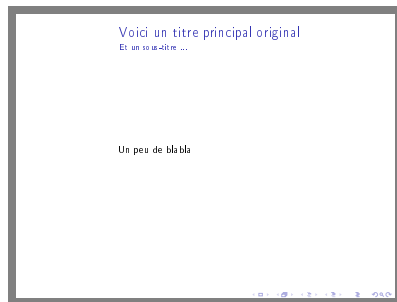 Voici un titre principal original
Et un sous-titre ...
Un peu de blabla